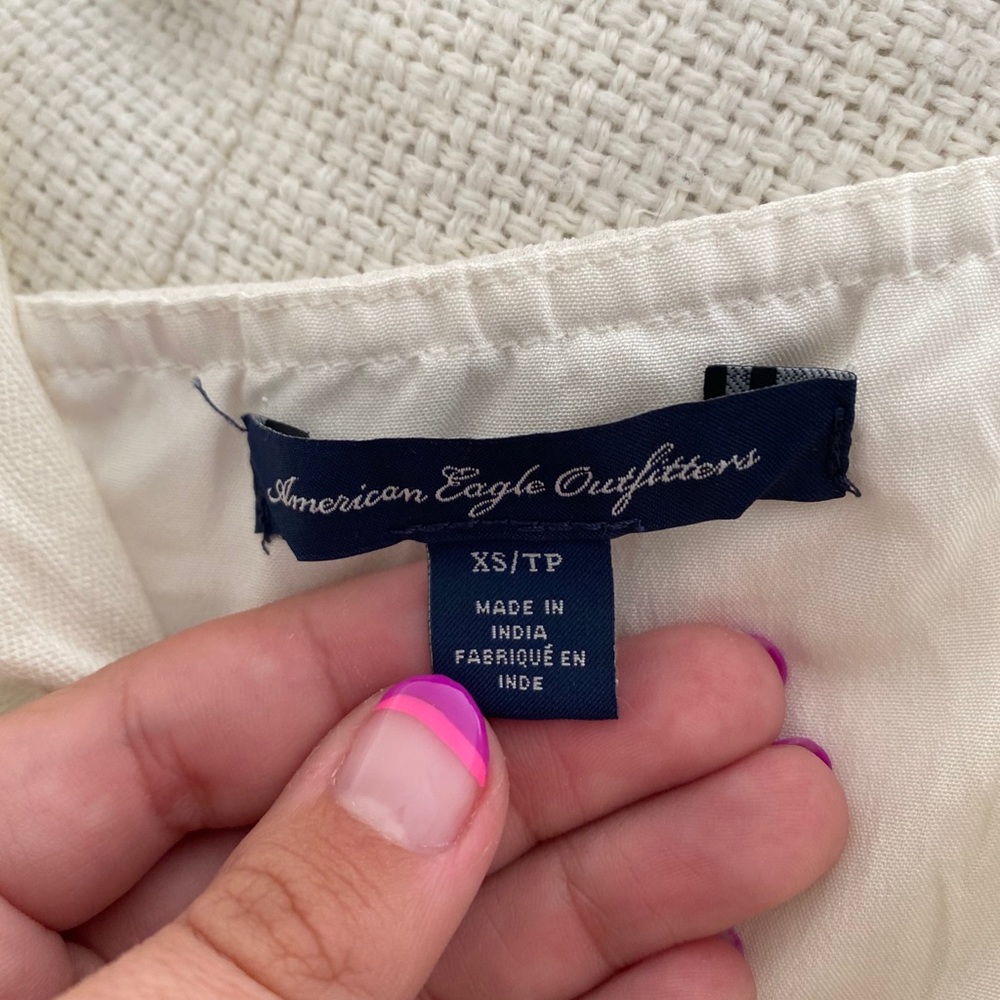 American Eagle Outfitters
XS/TP
MADE IN
INDIA
FABRIQUÉ EN
INDE